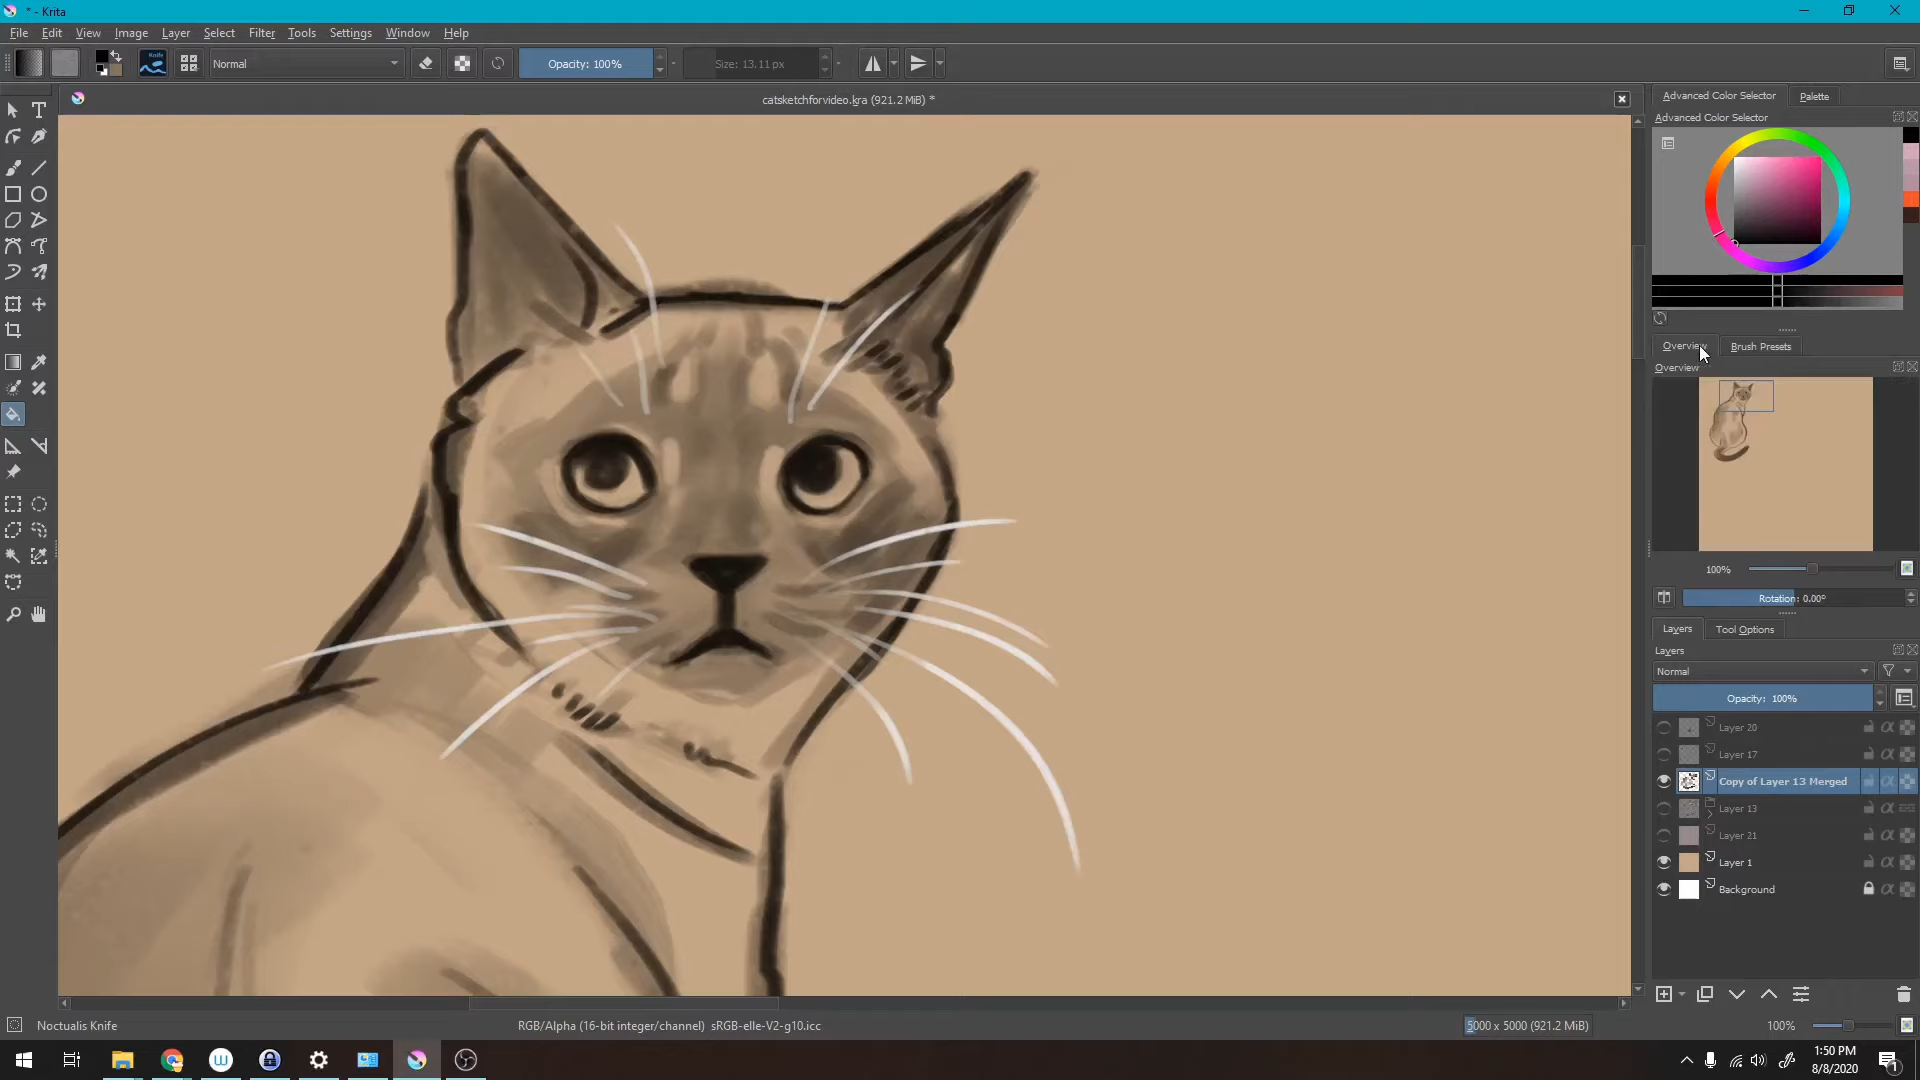 * - Krita
File Edit View Image Layer Select Filter Tools Settings Window Help
Knife
Normal
Opacity: 100%
Size: 13.11 px
catsketchforvideo.kra (921.2 MiB) *
Advanced Color Selector
Palette
Advanced Color Selector
Overview
Brush Presets
Overview
100%
Rotation: 0.00°
Layers
Tool Options
Layers
Normal
Opacity: 100%
Layer 20
Layer 17
Copy of Layer 13 Merged
Layer 13
Layer 21
Layer 1
Background
Noctualis Knife
RGB/Alpha (16-bit integer/channel) sRGB-elle-V2-g10.icc
5000 x 5000 (921.2 MiB)
100%
1:50 PM
8/8/2020
1